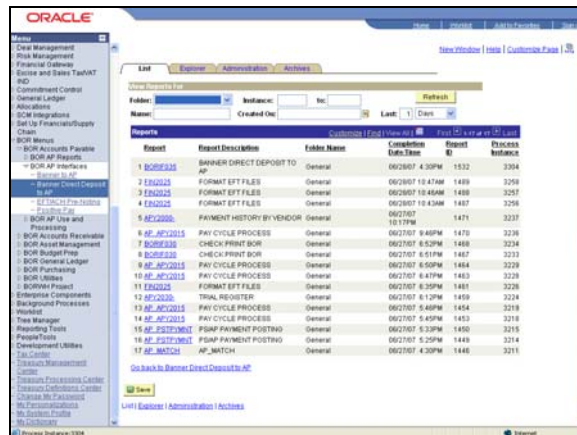 ORACLE
Home | Worklist | Add to Favorites | Sign
Menu
Deal Management
Risk Management
Financial Gateway
Excise and Sales Tax/VAT
IND
Commitment Control
General Ledger
Allocations
SCM Integrations
Set Up Financials/Supply
Chain
BOR Menus
BOR Accounts Payable
BOR AP Reports
BOR AP Interfaces
Banner to AP
Banner Direct Deposit
to AP
EFT/ACH Pre-Noting
Positive Pay
BOR AP Use and
Processing
BOR Accounts Receivable
BOR Asset Management
BOR Budget Prep
BOR General Ledger
BOR Purchasing
BOR Utilities
BORWH Project
Enterprise Components
Background Processes
Worklist
Tree Manager
Reporting Tools
PeopleTools
Development Utilities
Tax Center
Treasury Management
Center
Treasury Processing Center
Treasury Definitions Center
Change My Password
My Personalizations
My System Profile
My Dictionary
New Window | Help | Customize Page
List Explorer Administration Archives
View Reports For
Folder: Instance: to: Refresh
Name: Created On: Last: 1 Days
Reports Customize | Find | View All First 1-17 of 17 Last
Report Report Description Folder Name Completion Date/Time Report ID Process Instance
1 BORIF035 BANNER DIRECT DEPOSIT TO AP General 06/28/07 4:30PM 1532 3304
2 FIN2025 FORMAT EFT FILES General 06/28/07 10:47AM 1489 3258
3 FIN2025 FORMAT EFT FILES General 06/28/07 10:46AM 1488 3257
4 FIN2025 FORMAT EFT FILES General 06/28/07 10:43AM 1487 3256
5 APY2000- PAYMENT HISTORY BY VENDOR General 06/27/07 10:17PM 1471 3237
6 AP_APY2015 PAY CYCLE PROCESS General 06/27/07 9:46PM 1470 3236
7 BORIF030 CHECK PRINT BOR General 06/27/07 6:52PM 1468 3234
8 BORIF030 CHECK PRINT BOR General 06/27/07 6:51PM 1467 3233
9 AP_APY2015 PAY CYCLE PROCESS General 06/27/07 6:50PM 1464 3228
10 AP_APY2015 PAY CYCLE PROCESS General 06/27/07 6:47PM 1463 3228
11 FIN2025 FORMAT EFT FILES General 06/27/07 6:35PM 1461 3226
12 APY2030- TRIAL REGISTER General 06/27/07 6:12PM 1459 3224
13 AP_APY2015 PAY CYCLE PROCESS General 06/27/07 5:46PM 1454 3219
14 AP_APY2015 PAY CYCLE PROCESS General 06/27/07 5:45PM 1453 3218
15 AP_PSTPYMNT PS/AP PAYMENT POSTING General 06/27/07 5:33PM 1450 3215
16 AP_PSTPYMNT PS/AP PAYMENT POSTING General 06/27/07 5:25PM 1449 3214
17 AP_MATCH AP_MATCH General 06/27/07 4:30PM 1446 3211
Go back to Banner Direct Deposit to AP
Save
List | Explorer | Administration | Archives
Process Instance:3304 Internet